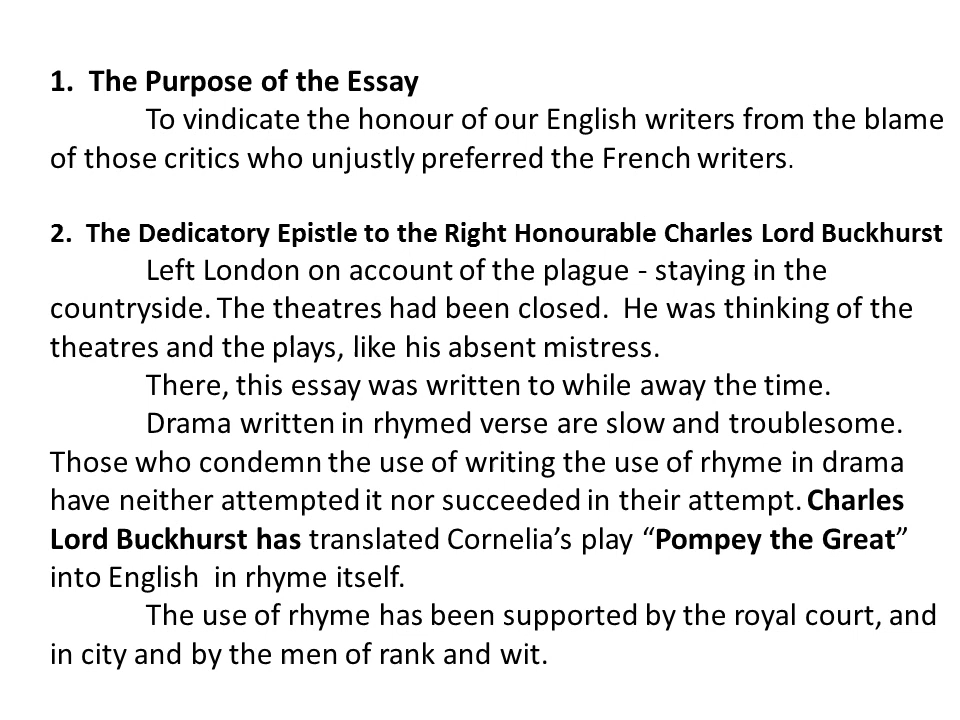 1.  The Purpose of the Essay
To vindicate the honour of our English writers from the blame
of those critics who unjustly preferred the French writers.
2.  The Dedicatory Epistle to the Right Honourable Charles Lord Buckhurst
Left London on account of the plague - staying in the
countryside. The theatres had been closed.  He was thinking of the
theatres and the plays, like his absent mistress.
There, this essay was written to while away the time.
Drama written in rhymed verse are slow and troublesome.
Those who condemn the use of writing the use of rhyme in drama
have neither attempted it nor succeeded in their attempt. Charles
Lord Buckhurst has translated Cornelia’s play “Pompey the Great”
into English  in rhyme itself.
The use of rhyme has been supported by the royal court, and
in city and by the men of rank and wit.